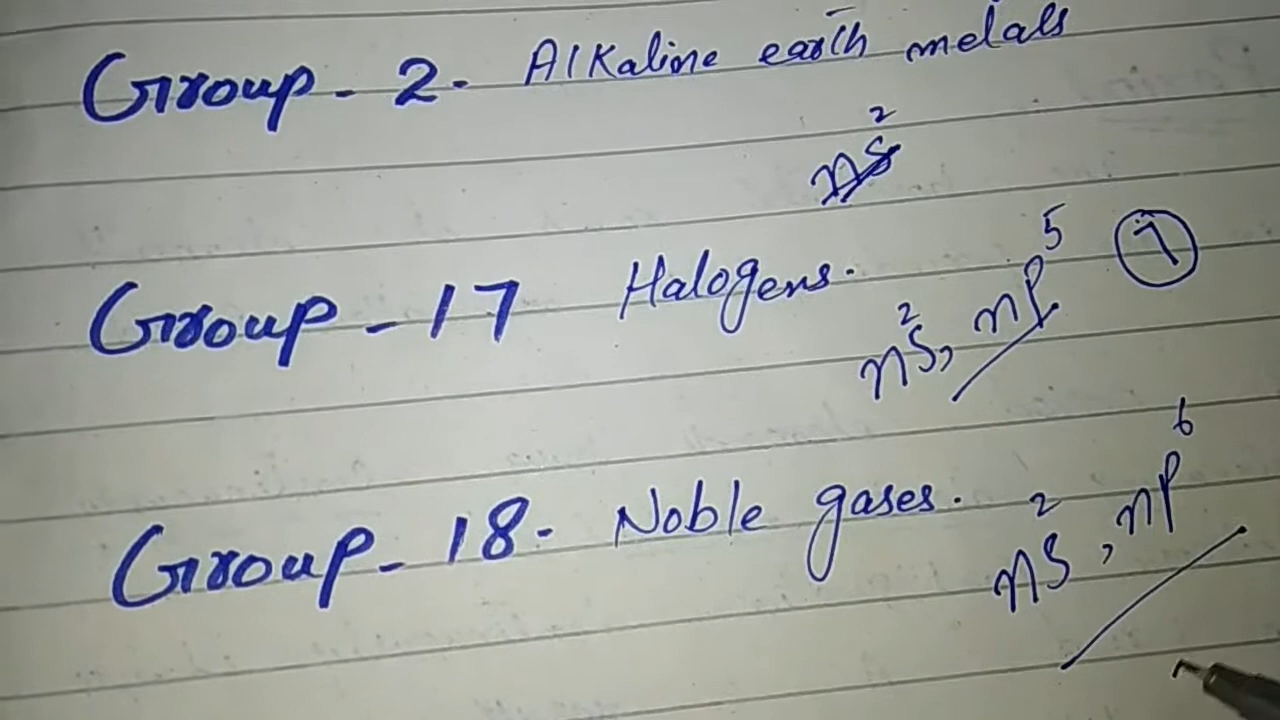 Group - 2. Alkaline earth metals
ns²
Group - 17 Halogens.
ns², np⁵ 7
Group - 18. Noble gases.
ns², np⁶